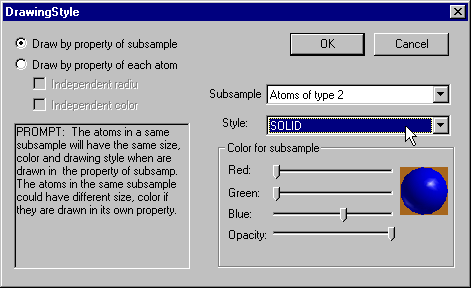 DrawingStyle
Draw by property of subsample
Draw by property of each atom
Independent radiu
Independent color
OK
Cancel
Subsample
Atoms of type 2
Style:
SOLID
PROMPT: The atoms in a same
subsample will have the same size,
color and drawing style when are
drawn in the property of subsamp.
The atoms in the same subsample
could have different size, color if
they are drawn in its own property.
Color for subsample
Red:
Green:
Blue:
Opacity: